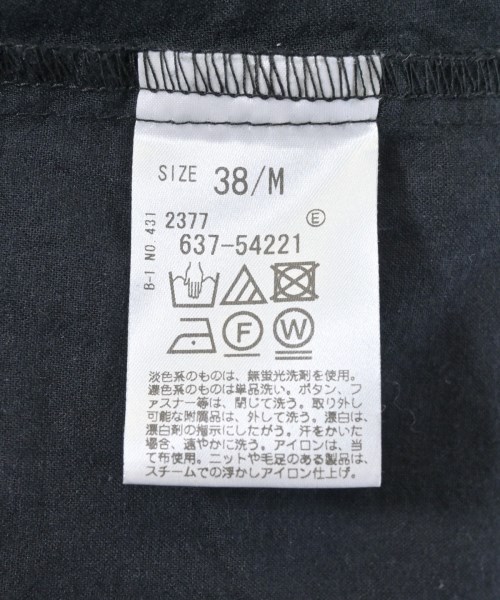 SIZE 38/M
B-I NO.431
2377 E
637-54221
F W
淡色系のものは、無蛍光洗剤を使用。
濃色系のものは単品洗い。ボタン、フ
ァスナー等は、閉じて洗う。取り外し
可能な附属品は、外して洗う。漂白は、
漂白剤の指示にしたがう。汗をかいた
場合、速やかに洗う。アイロンは、当
て布使用。ニットや毛足のある製品は、
スチームでの浮かしアイロン仕上げ。